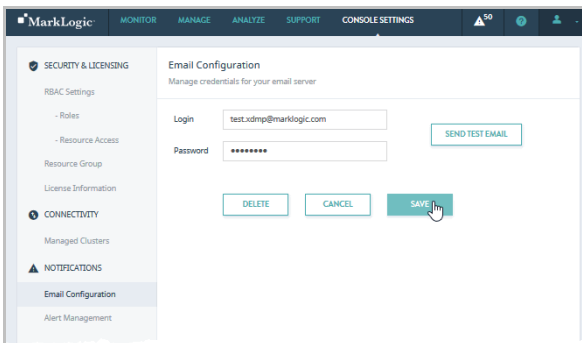 MarkLogic MONITOR MANAGE ANALYZE SUPPORT CONSOLE SETTINGS 50 ?
SECURITY & LICENSING
RBAC Settings
- Roles
- Resource Access
Resource Group
License Information
CONNECTIVITY
Managed Clusters
NOTIFICATIONS
Email Configuration
Alert Management
Email Configuration
Manage credentials for your email server
Login test.xdmp@marklogic.com
SEND TEST EMAIL
Password ••••••••
DELETE CANCEL SAVE